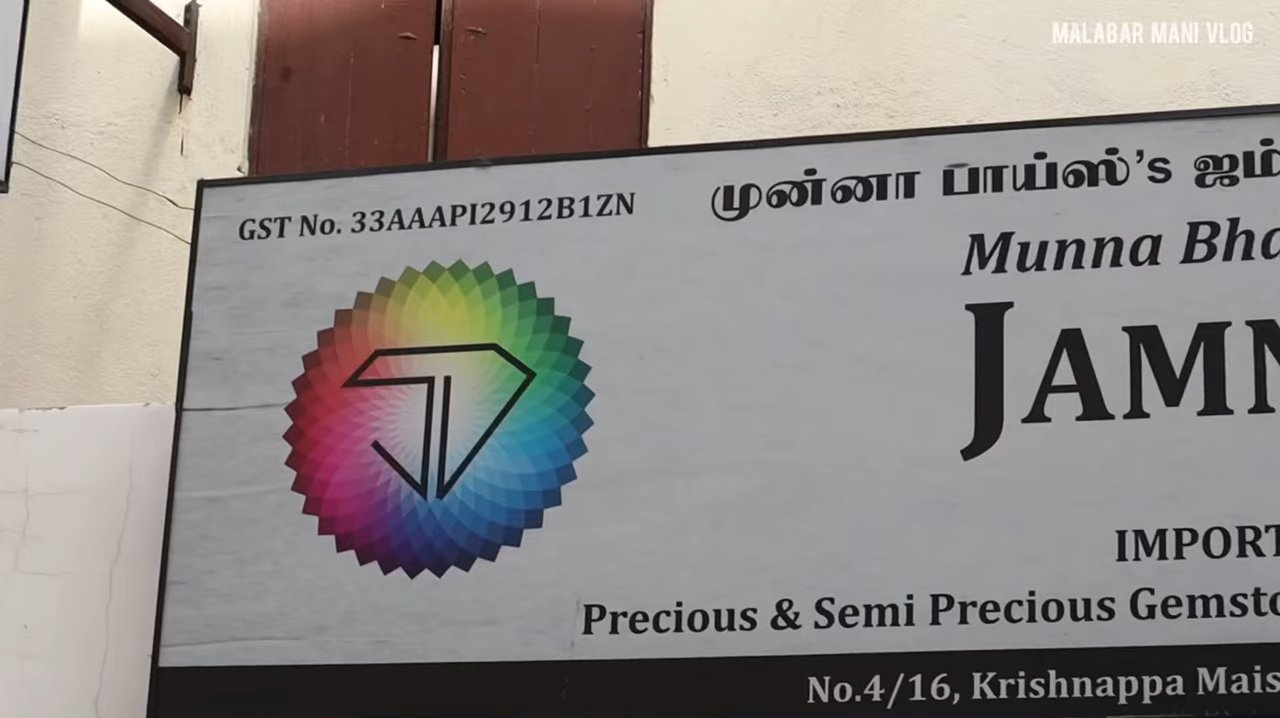 MALABAR MANI VLOG
GST No. 33AAAPI2912B1ZN
முன்னா பாய்ஸ்'s ஜம்
Munna Bha
JAMN
IMPORT
Precious & Semi Precious Gemsto
No.4/16, Krishnappa Mais